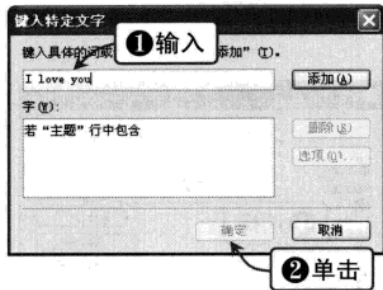 键入特定文字
键入具体的词或
添加” (T)。
❶输入
I love you
添加(A)
字(W):
若“主题”行中包含
删除(R)
选项(O)...
确定
取消
❷单击